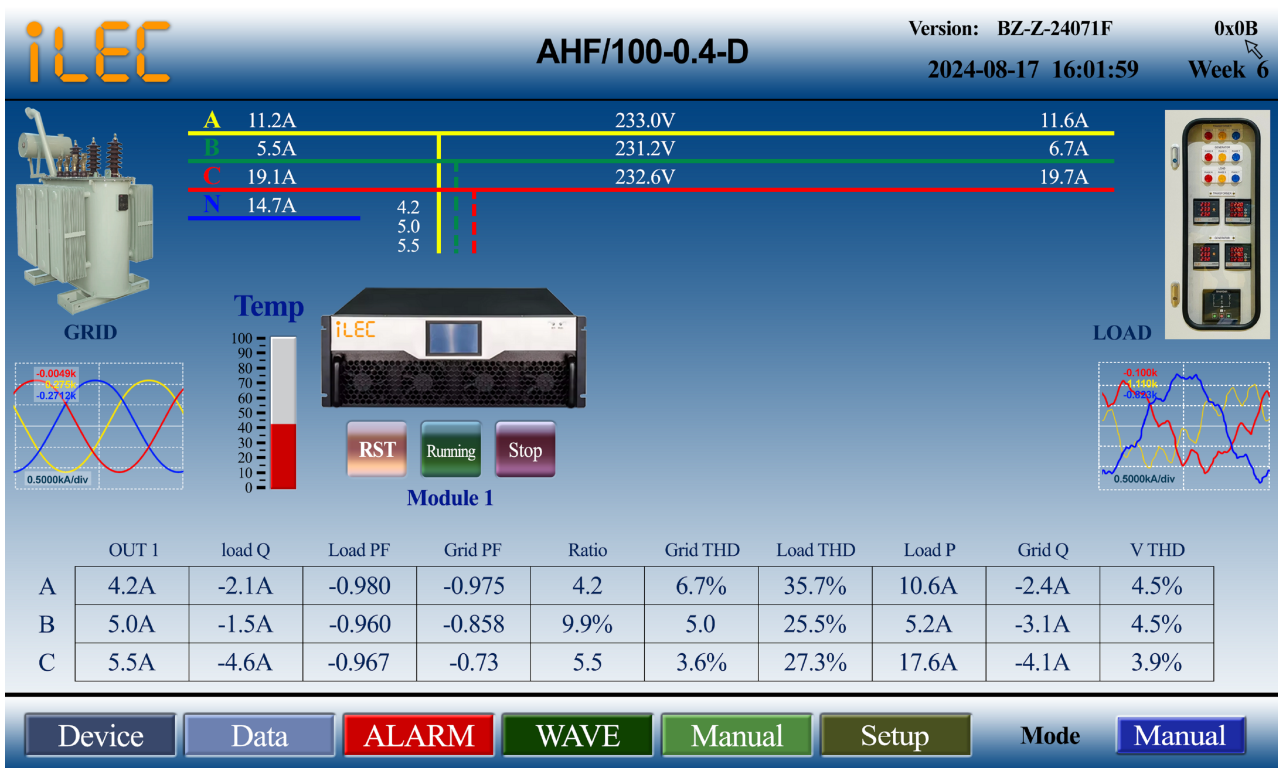 iLEC
AHF/100-0.4-D
Version: BZ-Z-24071F 0x0B
2024-08-17 16:01:59 Week 6
A 11.2A 233.0V 11.6A
B 5.5A 231.2V 6.7A
C 19.1A 232.6V 19.7A
N 14.7A
4.2
5.0
5.5
GRID
LOAD
Temp
100
90
80
70
60
50
40
30
20
10
0
iLEC
RST Running Stop
Module 1
-0.0049k
-0.275k
-0.2712k
0.5000kA/div
-0.100k
-1.110k
-0.823k
0.5000kA/div
OUT 1 load Q Load PF Grid PF Ratio Grid THD Load THD Load P Grid Q V THD
A 4.2A -2.1A -0.980 -0.975 4.2 6.7% 35.7% 10.6A -2.4A 4.5%
B 5.0A -1.5A -0.960 -0.858 9.9% 5.0 25.5% 5.2A -3.1A 4.5%
C 5.5A -4.6A -0.967 -0.73 5.5 3.6% 27.3% 17.6A -4.1A 3.9%
Device Data ALARM WAVE Manual Setup Mode Manual